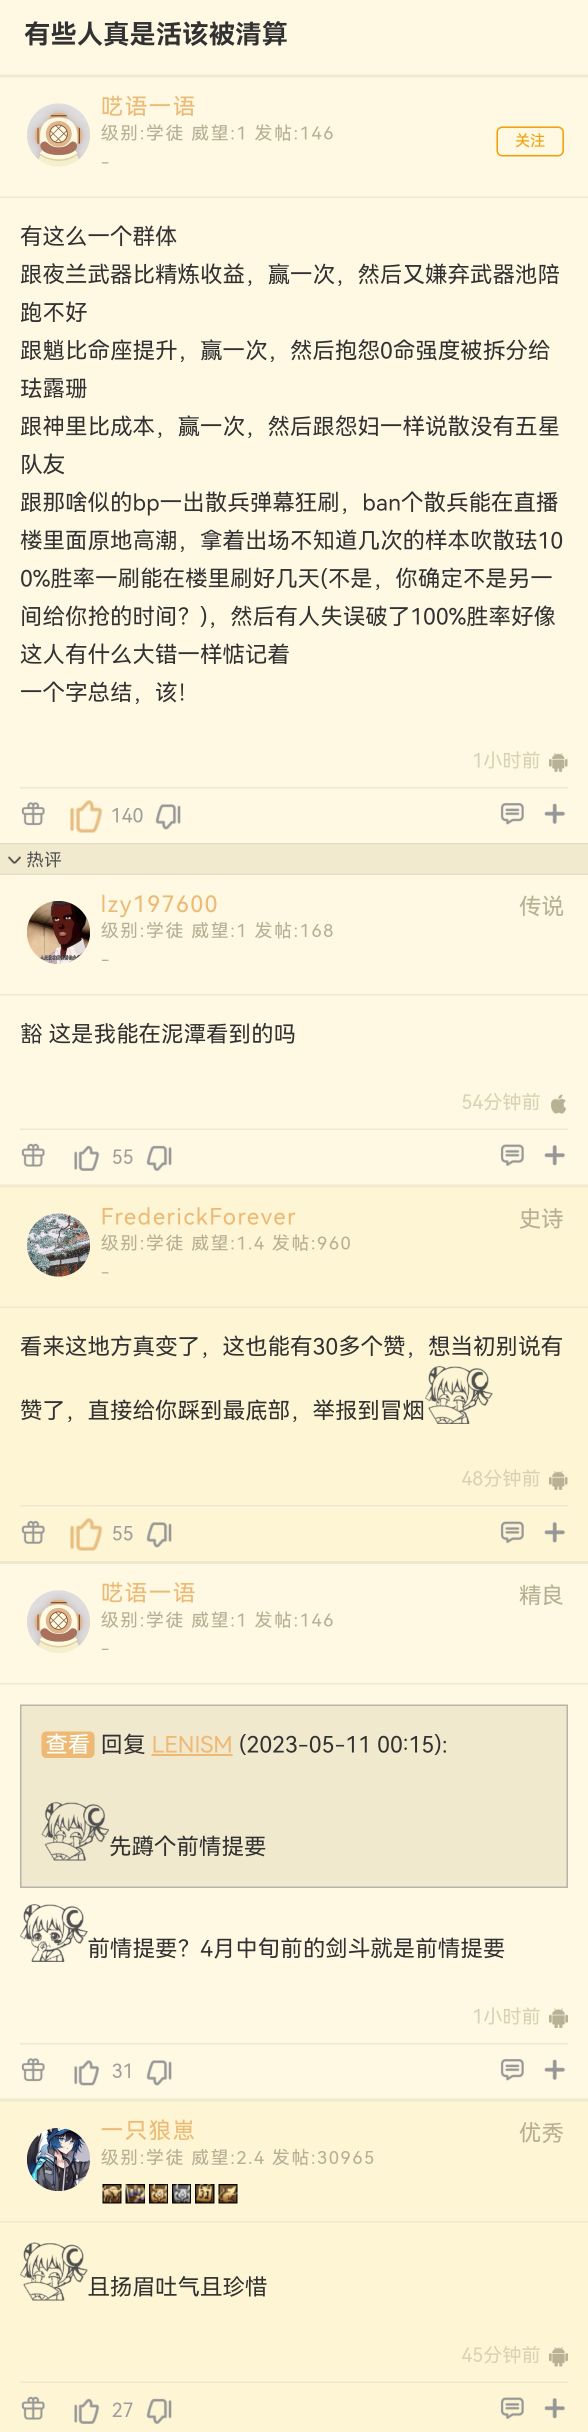 有些人真是活该被清算
呓语一语
级别:学徒 威望:1 发帖:146
-
关注
有这么一个群体
跟夜兰武器比精炼收益，赢一次，然后又嫌弃武器池陪
跑不好
跟魈比命座提升，赢一次，然后抱怨0命强度被拆分给
珐露珊
跟神里比成本，赢一次，然后跟怨妇一样说散没有五星
队友
跟那啥似的bp一出散兵弹幕狂刷，ban个散兵能在直播
楼里面原地高潮，拿着出场不知道几次的样本吹散珐10
0%胜率一刷能在楼里刷好几天(不是，你确定不是另一
间给你抢的时间？)，然后有人失误破了100%胜率好像
这人有什么大错一样惦记着
一个字总结，该！
1小时前
140
热评
lzy197600
传说
级别:学徒 威望:1 发帖:168
-
豁 这是我能在泥潭看到的吗
54分钟前
55
FrederickForever
史诗
级别:学徒 威望:1.4 发帖:960
-
看来这地方真变了，这也能有30多个赞，想当初别说有
赞了，直接给你踩到最底部，举报到冒烟
48分钟前
55
呓语一语
精良
级别:学徒 威望:1 发帖:146
-
查看 回复 LENISM (2023-05-11 00:15):
先蹲个前情提要
前情提要？4月中旬前的剑斗就是前情提要
1小时前
31
一只狼崽
优秀
级别:学徒 威望:2.4 发帖:30965
且扬眉吐气且珍惜
45分钟前
27